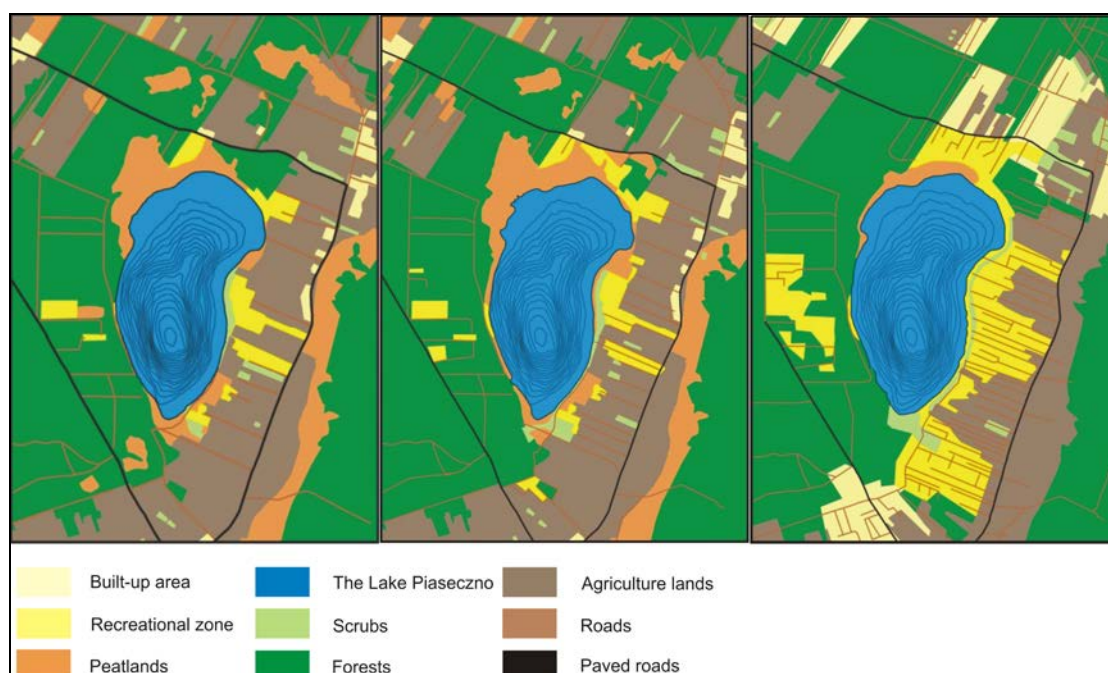 Built-up area
The Lake Piaseczno
Agriculture lands
Recreational zone
Scrubs
Roads
Peatlands
Forests
Paved roads